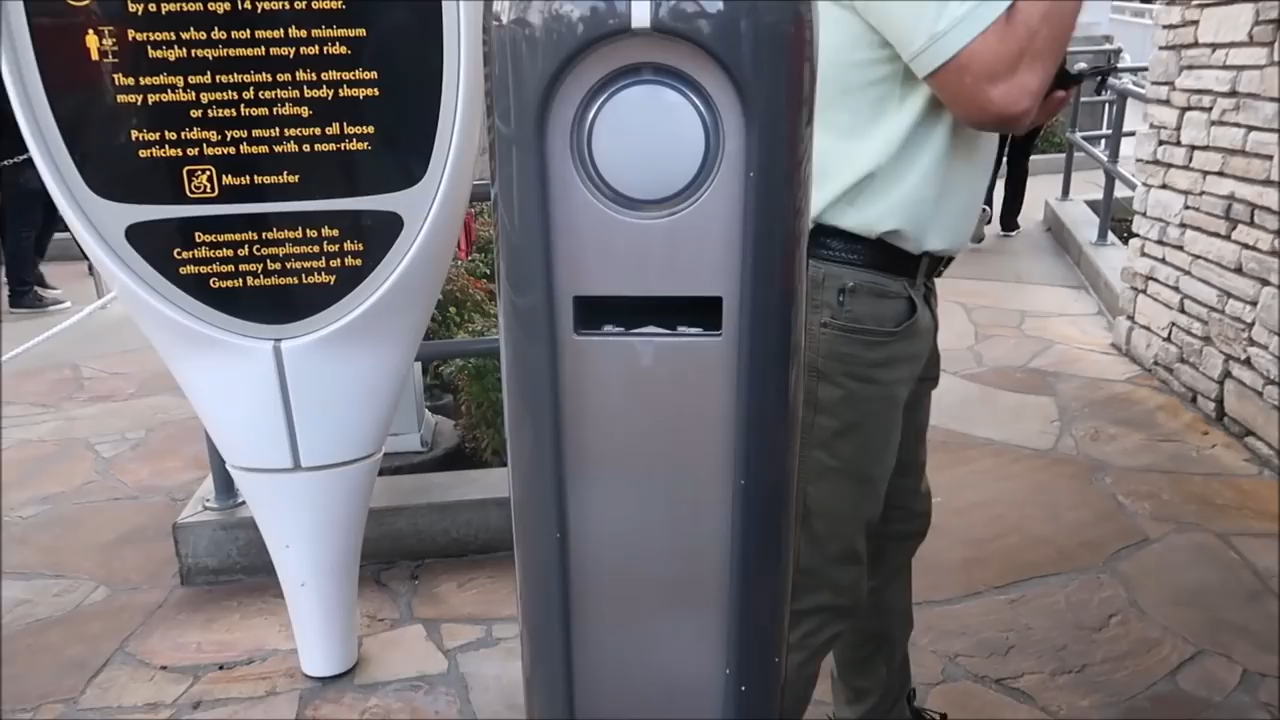 by a person age 14 years or older.
Persons who do not meet the minimum
height requirement may not ride.
The seating and restraints on this attraction
may prohibit guests of certain body shapes
or sizes from riding.
Prior to riding, you must secure all loose
articles or leave them with a non-rider.
Must transfer
Documents related to the
Certificate of Compliance for this
attraction may be viewed at the
Guest Relations Lobby